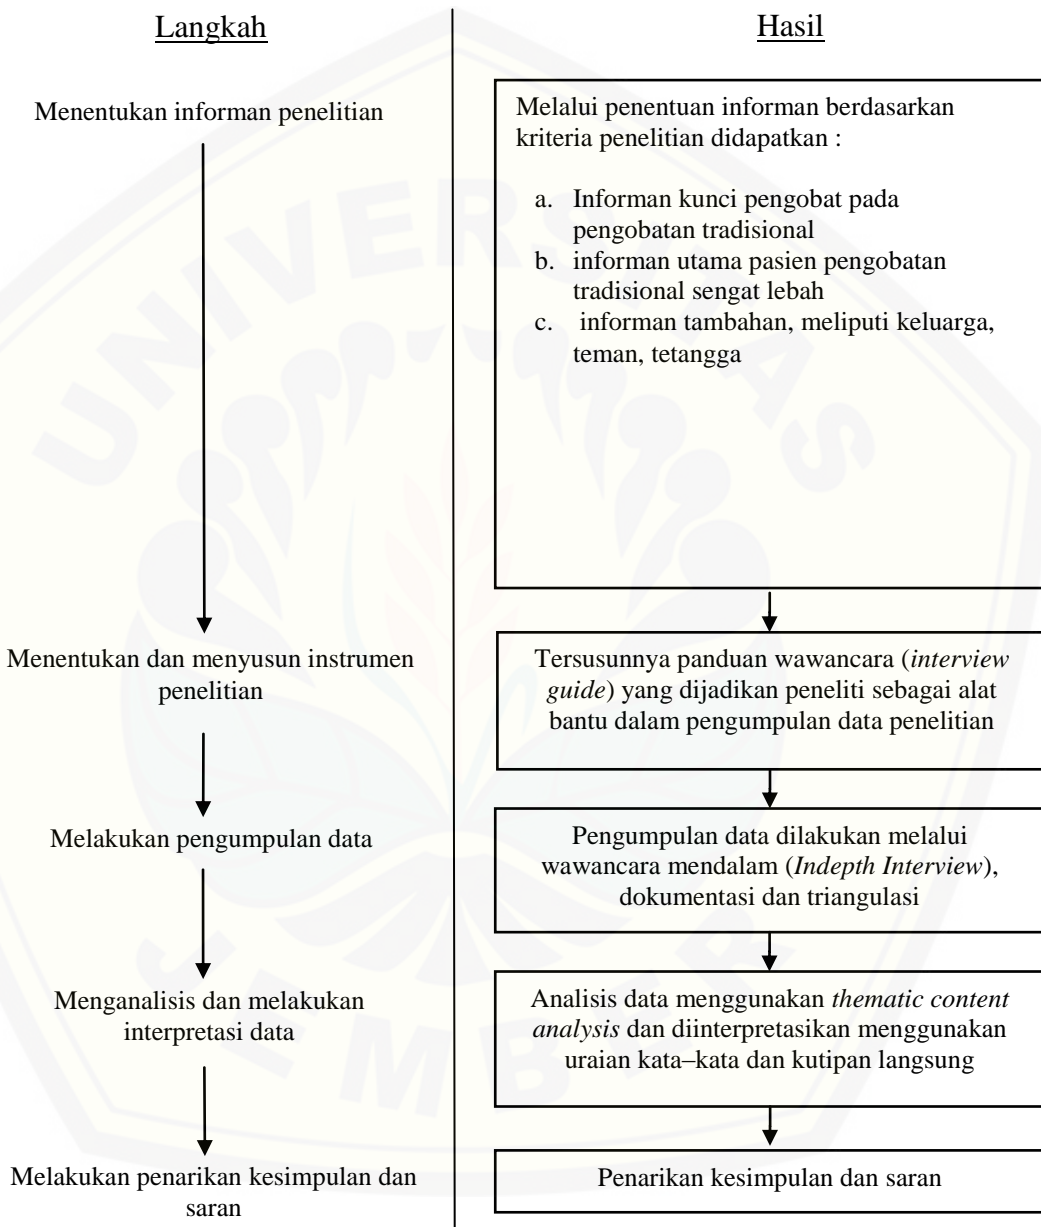 Langkah
Hasil
Menentukan informan penelitian
Melalui penentuan informan berdasarkan
kriteria penelitian didapatkan :
a. Informan kunci pengobat pada
pengobatan tradisional
b. informan utama pasien pengobatan
tradisional sengat lebah
c. informan tambahan, meliputi keluarga,
teman, tetangga
Menentukan dan menyusun instrumen
penelitian
Tersusunnya panduan wawancara (interview
guide) yang dijadikan peneliti sebagai alat
bantu dalam pengumpulan data penelitian
Melakukan pengumpulan data
Pengumpulan data dilakukan melalui
wawancara mendalam (Indepth Interview),
dokumentasi dan triangulasi
Menganalisis dan melakukan
interpretasi data
Analisis data menggunakan thematic content
analysis dan diinterpretasikan menggunakan
uraian kata–kata dan kutipan langsung
Melakukan penarikan kesimpulan dan
saran
Penarikan kesimpulan dan saran
UNIVERSITAS
JEMBER